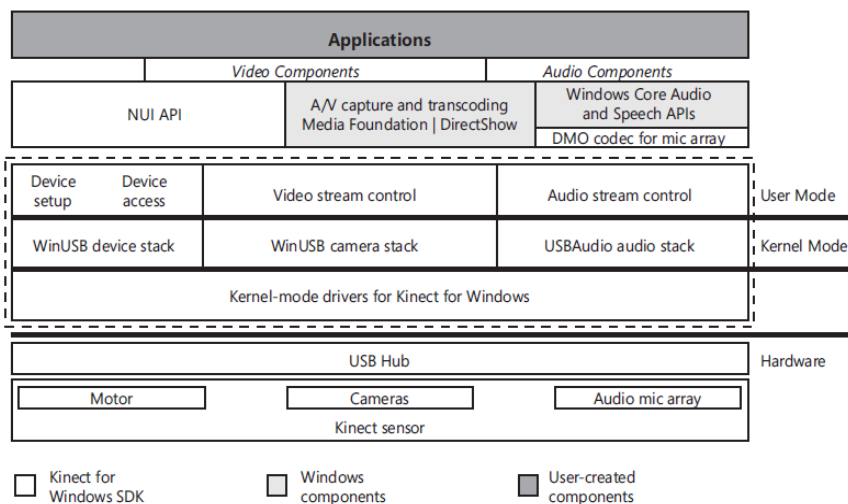 Applications
Video Components
Audio Components
NUI API
A/V capture and transcoding
Media Foundation | DirectShow
Windows Core Audio
and Speech APIs
DMO codec for mic array
Device
setup
Device
access
Video stream control
Audio stream control
User Mode
WinUSB device stack
WinUSB camera stack
USBAudio audio stack
Kernel Mode
Kernel-mode drivers for Kinect for Windows
USB Hub
Hardware
Motor
Cameras
Audio mic array
Kinect sensor
Kinect for
Windows SDK
Windows
components
User-created
components